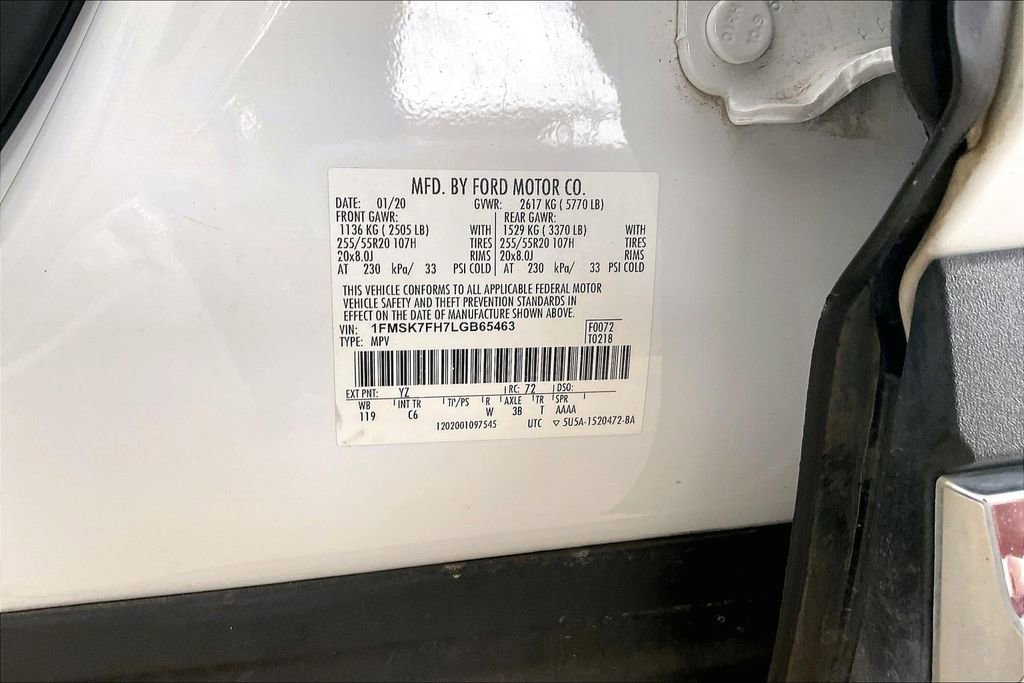 MFD. BY FORD MOTOR CO.
DATE: 01/20 GVWR: 2617 KG ( 5770 LB)
FRONT GAWR: REAR GAWR:
1136 KG ( 2505 LB) WITH 1529 KG ( 3370 LB) WITH
255/55R20 107H TIRES 255/55R20 107H TIRES
20x8.0J RIMS 20x8.0J RIMS
AT 230 kPa/ 33 PSI COLD AT 230 kPa/ 33 PSI COLD
THIS VEHICLE CONFORMS TO ALL APPLICABLE FEDERAL MOTOR
VEHICLE SAFETY AND THEFT PREVENTION STANDARDS IN
EFFECT ON THE DATE OF MANUFACTURE SHOWN ABOVE.
VIN: 1FMSK7FH7LGB65463 F0072
TYPE: MPV T0218
EXT PNT: YZ RC: 72 DSO:
WB INT TR TP/PS R AXLE TR SPR
119 C6 W 3B T AAAA
1202001097545 UTC ▽ 5U5A-1520472-BA
10.9